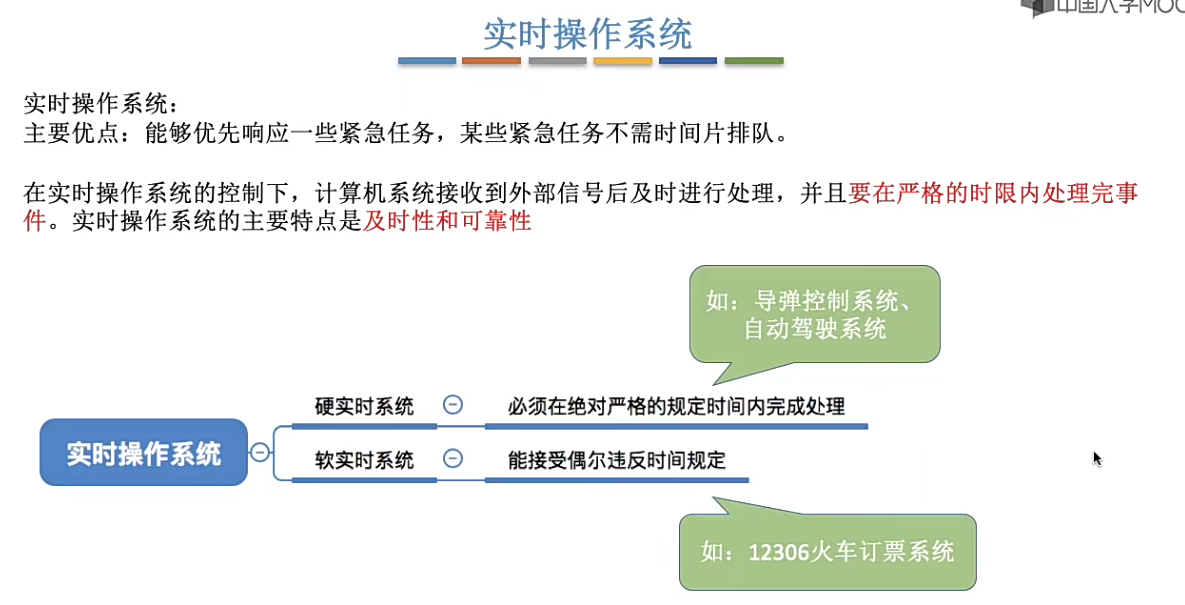 中国大学MOOC
实时操作系统
实时操作系统：
主要优点：能够优先响应一些紧急任务，某些紧急任务不需时间片排队。
在实时操作系统的控制下，计算机系统接收到外部信号后及时进行处理，并且要在严格的时限内处理完事
件。实时操作系统的主要特点是及时性和可靠性
如：导弹控制系统、
自动驾驶系统
硬实时系统 必须在绝对严格的规定时间内完成处理
实时操作系统
软实时系统 能接受偶尔违反时间规定
如：12306火车订票系统